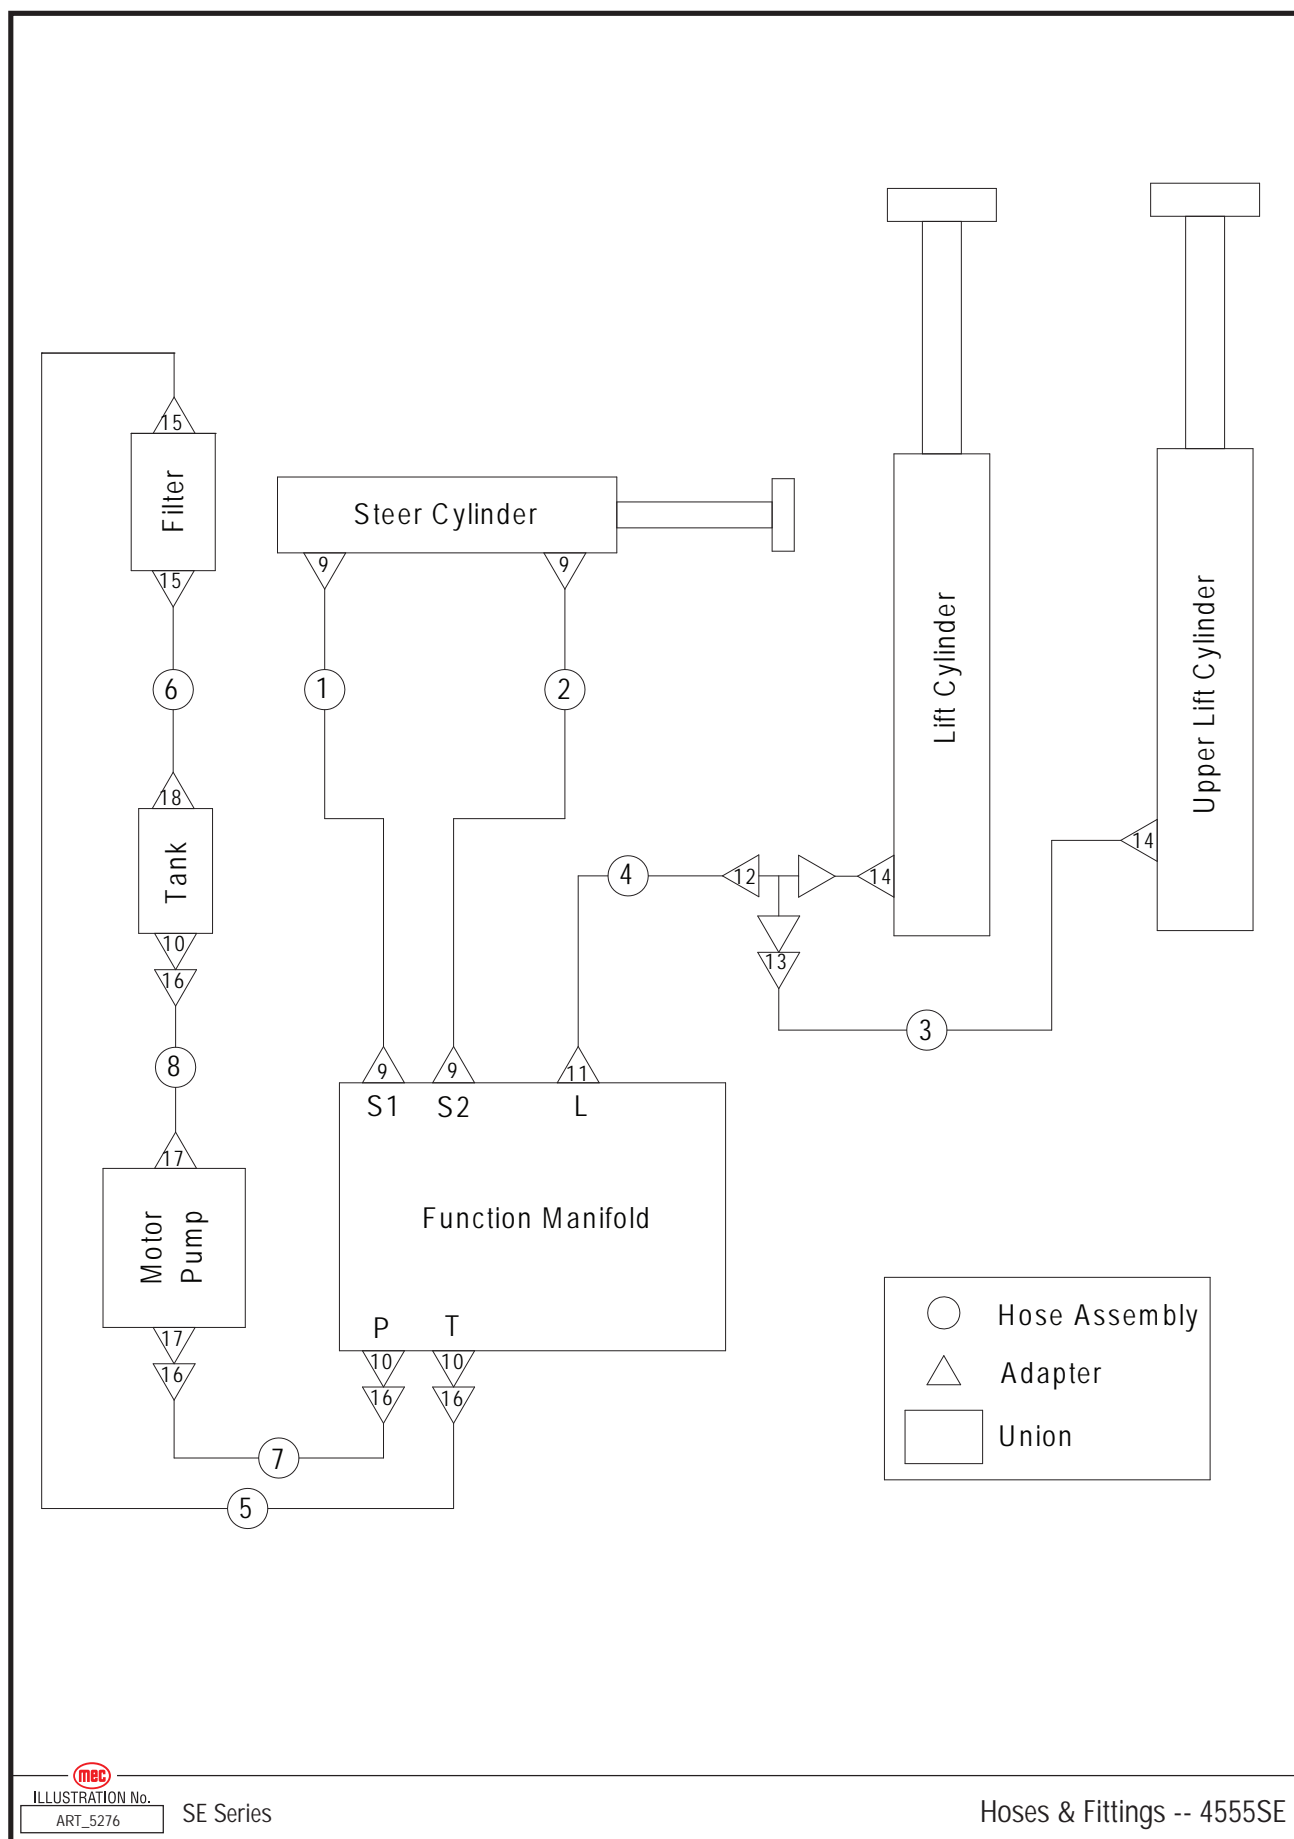 15
Filter
15
6
18
Tank
10
16
8
17
Motor
Pump
17
16
7
5
Steer Cylinder
9
9
1
2
9
9
11
S1
S2
L
Function Manifold
P
T
10
10
16
16
4
12
14
13
3
14
Lift Cylinder
Upper Lift Cylinder
Hose Assembly
Adapter
Union
mec
ILLUSTRATION No.
ART_5276
SE Series
Hoses & Fittings -- 4555SE